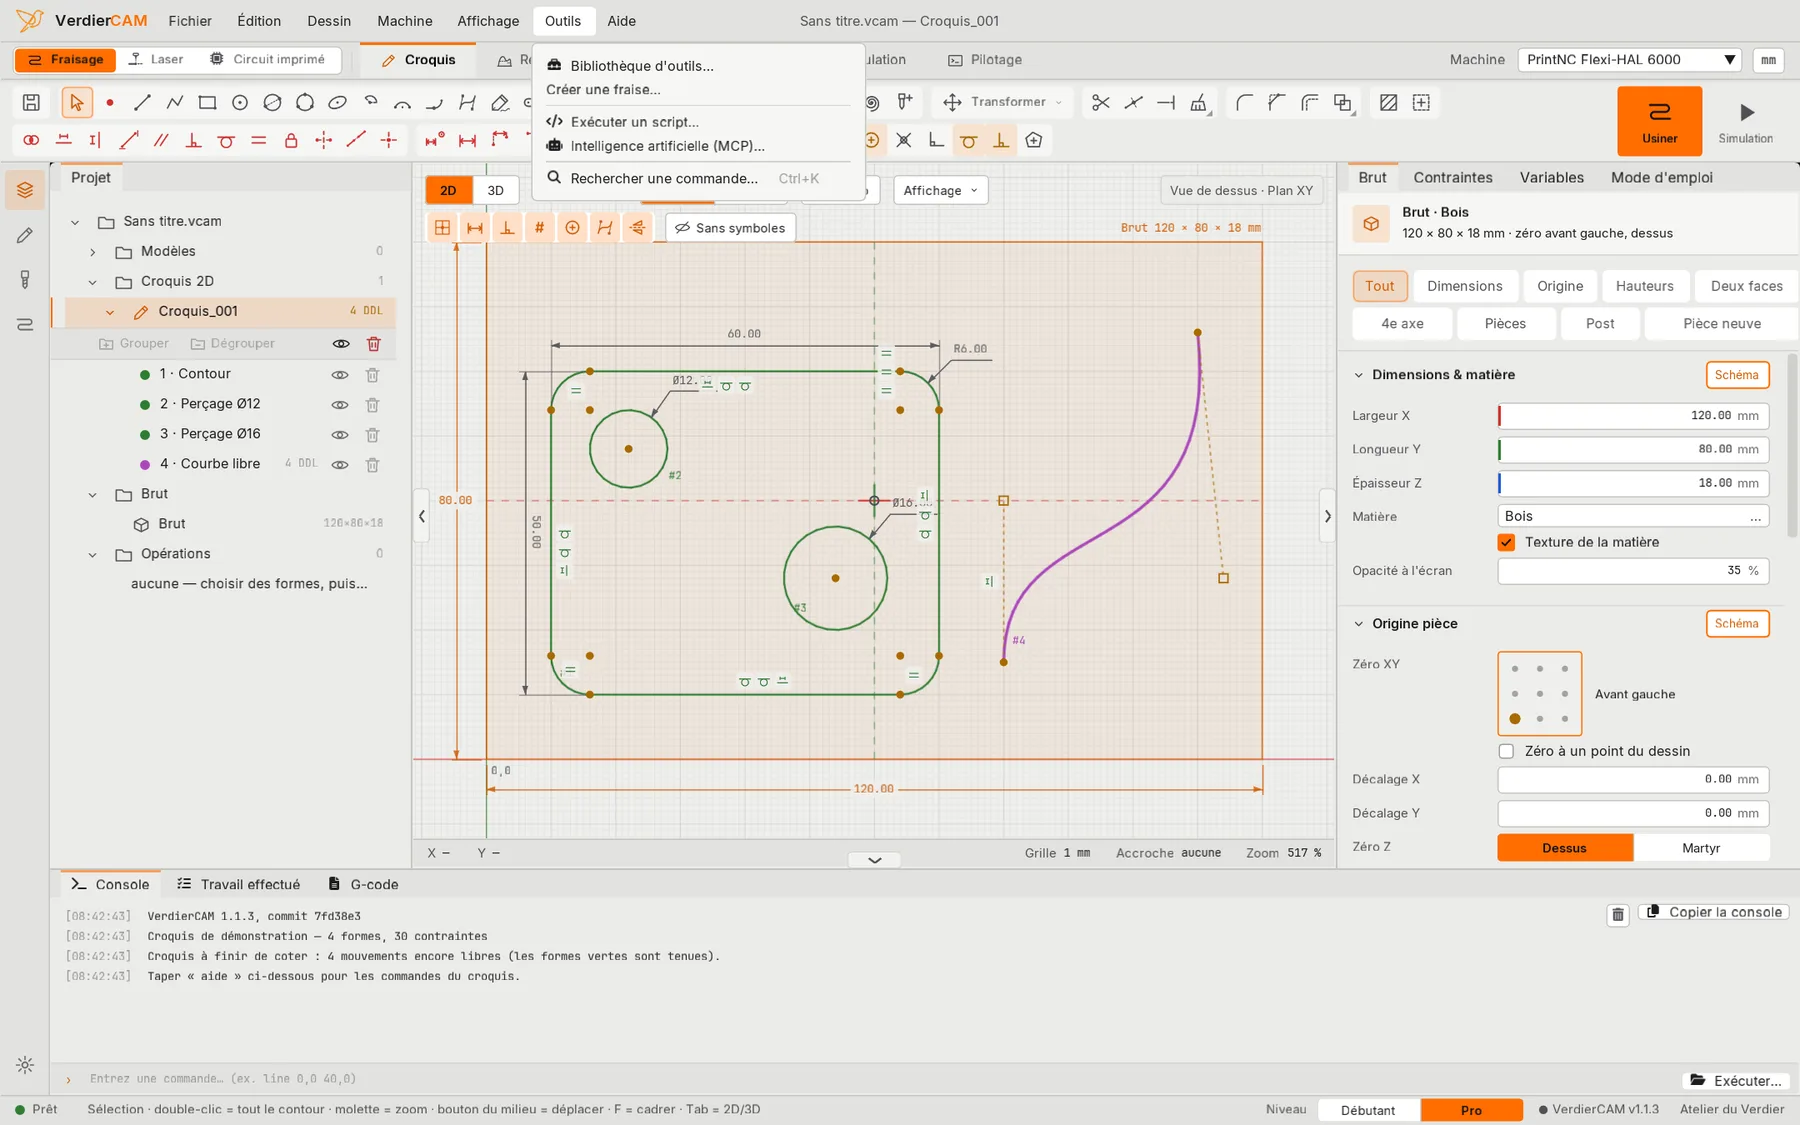 VerdierCAM Fichier Édition Dessin Machine Affichage Outils Aide Sans titre.vcam — Croquis_001
Fraisage Laser Circuit imprimé Croquis Pilotage Machine PrintNC Flexi-HAL 6000 mm
Bibliothèque d'outils...
Créer une fraise...
Exécuter un script...
Intelligence artificielle (MCP)...
Rechercher une commande... Ctrl+K
Transformer
Usiner Simulation
Projet
2D 3D Affichage Vue de dessus · Plan XY
Sans symboles
Brut 120 × 80 × 18 mm
Sans titre.vcam
Modèles 0
Croquis 2D 1
Croquis_001 4 DDL
Grouper Dégrouper
1 · Contour
2 · Perçage Ø12
3 · Perçage Ø16
4 · Courbe libre 4 DDL
Brut
Brut 120×80×18
Opérations 0
aucune — choisir des formes, puis...
60.00
R6.00
#2
80.00
50.00
#3
#4
0,0
120.00
X — Y — Grille 1 mm Accroche aucune Zoom 517 %
Brut Contraintes Variables Mode d'emploi
Brut · Bois
120 × 80 × 18 mm · zéro avant gauche, dessus
Tout Dimensions Origine Hauteurs Deux faces
4e axe Pièces Post Pièce neuve
Dimensions & matière Schéma
Largeur X 120.00 mm
Longueur Y 80.00 mm
Épaisseur Z 18.00 mm
Matière Bois ...
Texture de la matière
Opacité à l'écran 35 %
Origine pièce Schéma
Zéro XY
Avant gauche
Zéro à un point du dessin
Décalage X 0.00 mm
Décalage Y 0.00 mm
Zéro Z Dessus Martyr
Console Travail effectué G-code
[08:42:43] VerdierCAM 1.1.3, commit 7fd38e3
[08:42:43] Croquis de démonstration — 4 formes, 30 contraintes
[08:42:43] Croquis à finir de coter : 4 mouvements encore libres (les formes vertes sont tenues).
[08:42:43] Taper « aide » ci-dessous pour les commandes du croquis.
Copier la console
Entrez une commande… (ex. line 0,0 40,0)
Exécuter...
Prêt Sélection · double-clic = tout le contour · molette = zoom · bouton du milieu = déplacer · F = cadrer · Tab = 2D/3D Niveau Débutant Pro VerdierCAM v1.1.3 Atelier du Verdier